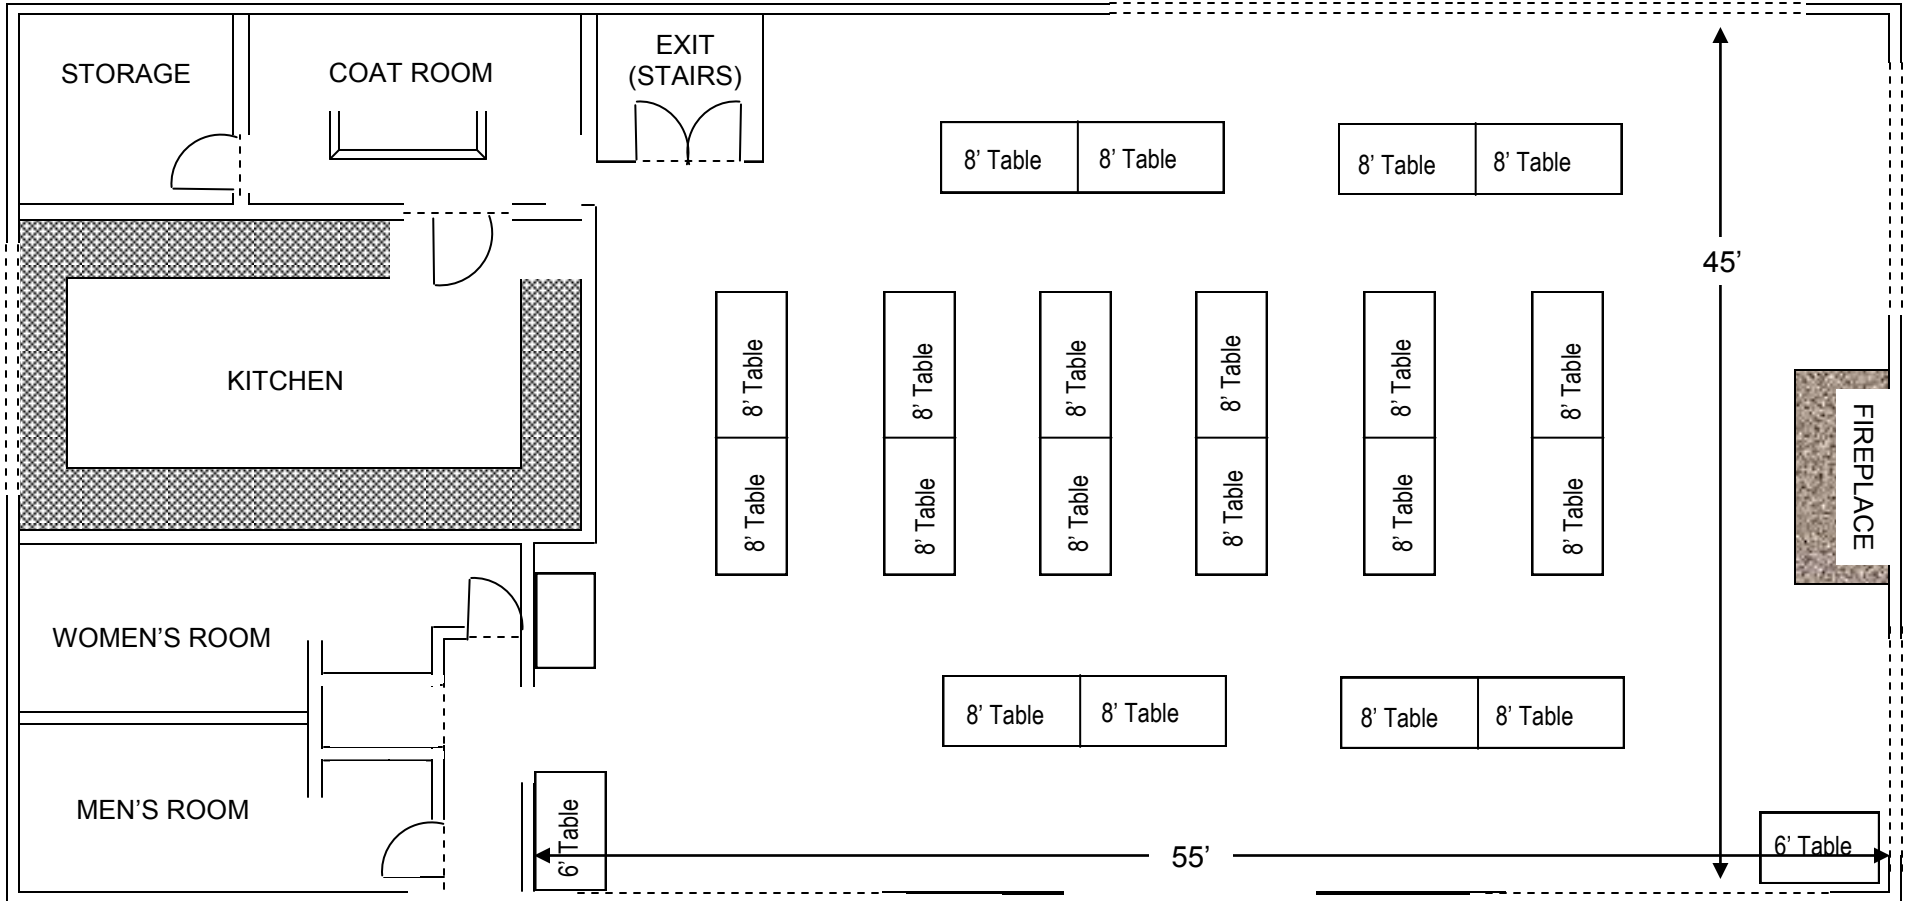 STORAGE
COAT ROOM
EXIT
(STAIRS)
8’ Table
8’ Table
8’ Table
8’ Table
45’
KITCHEN
8’ Table
8’ Table
8’ Table
8’ Table
8’ Table
8’ Table
8’ Table
8’ Table
8’ Table
8’ Table
8’ Table
8’ Table
FIREPLACE
WOMEN’S ROOM
8’ Table
8’ Table
8’ Table
8’ Table
MEN’S ROOM
6’ Table
55’
6’ Table